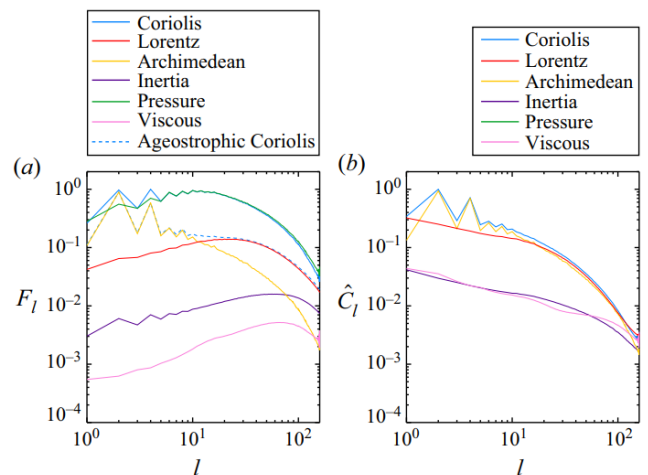 Coriolis
Lorentz
Archimedean
Inertia
Pressure
Viscous
Ageostrophic Coriolis
(a)
10⁰
10⁻¹
10⁻²
10⁻³
10⁻⁴
F_l
10⁰
10¹
10²
l
Coriolis
Lorentz
Archimedean
Inertia
Pressure
Viscous
(b)
10⁰
10⁻¹
10⁻²
10⁻³
10⁻⁴
Ĉ_l
10⁰
10¹
10²
l